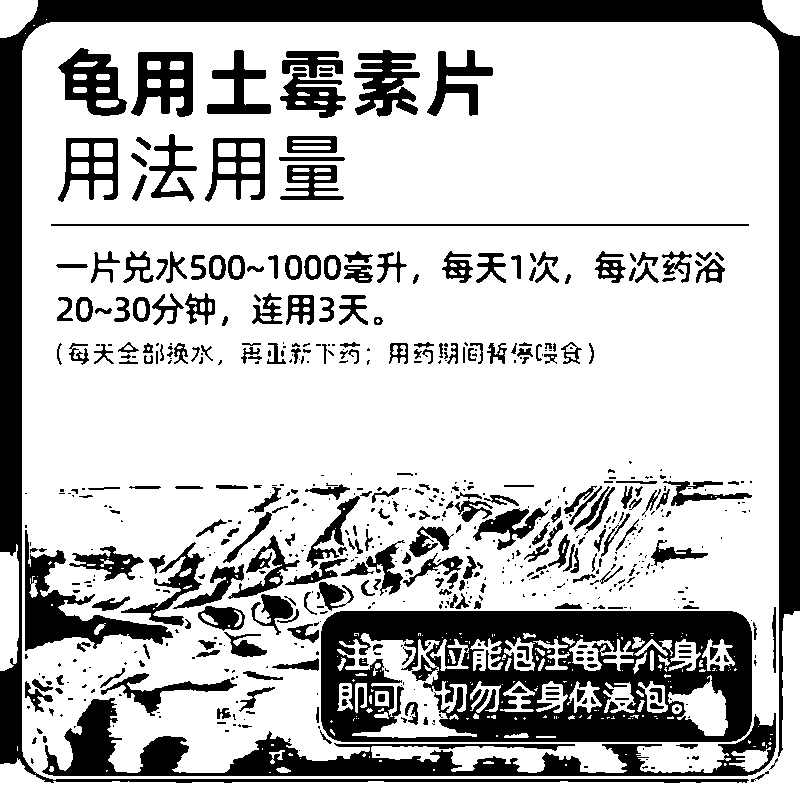 龟用土霉素片
用法用量
一片兑水500~1000毫升，每天1次，每次药浴
20~30分钟，连用3天。
（每天全部换水，再重新下药；用药期间暂停喂食）
注 水位能泡注龟半个身体
即可 切勿全身体浸泡。